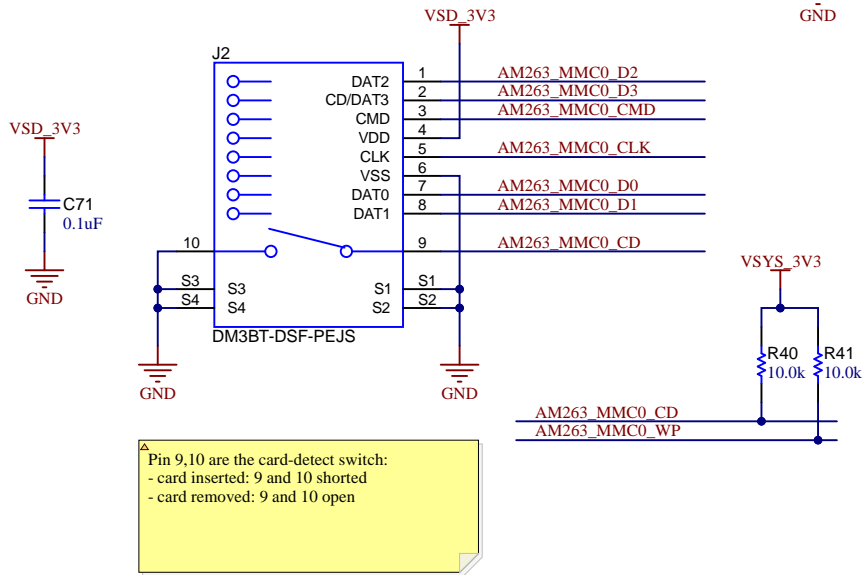 VSD_3V3
GND
J2
DAT2 1 AM263_MMC0_D2
CD/DAT3 2 AM263_MMC0_D3
CMD 3 AM263_MMC0_CMD
VDD 4
CLK 5 AM263_MMC0_CLK
VSS 6
DAT0 7 AM263_MMC0_D0
DAT1 8 AM263_MMC0_D1
10 9 AM263_MMC0_CD
S3 S3 S1 S1
S4 S4 S2 S2
DM3BT-DSF-PEJS
GND
GND
VSD_3V3
C71
0.1uF
GND
VSYS_3V3
R40
10.0k
R41
10.0k
AM263_MMC0_CD
AM263_MMC0_WP
Pin 9,10 are the card-detect switch:
- card inserted: 9 and 10 shorted
- card removed: 9 and 10 open